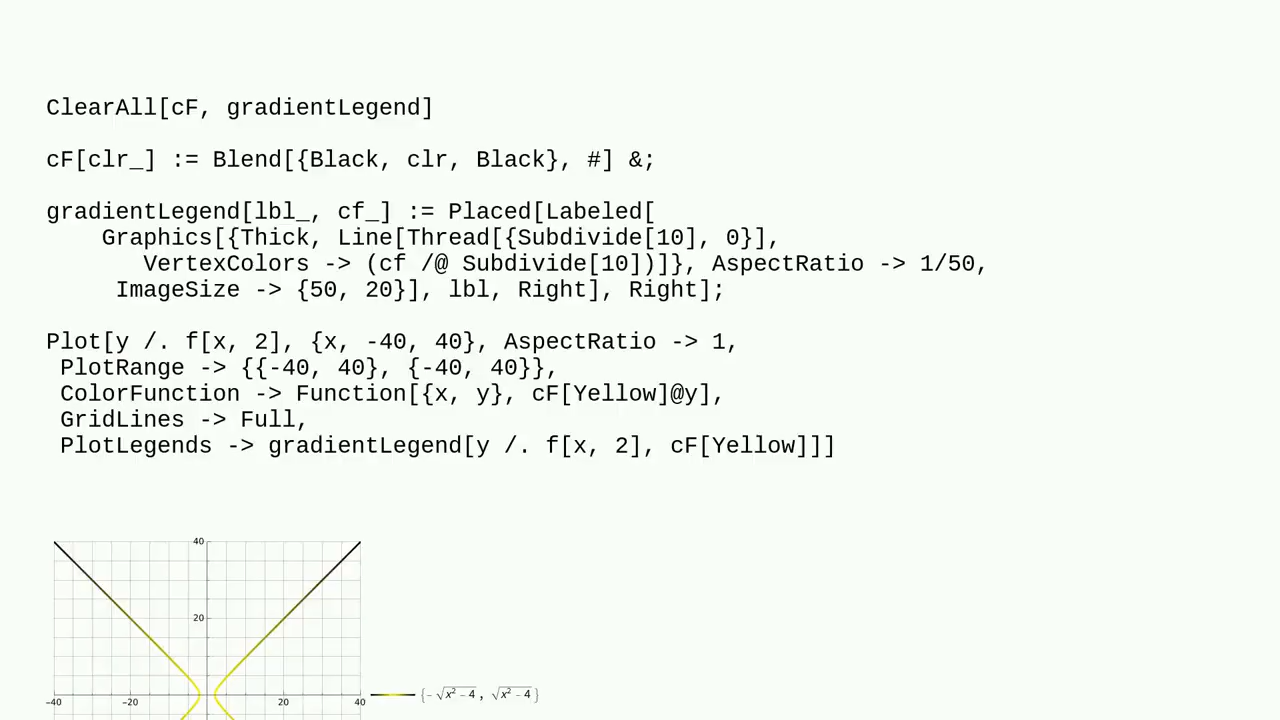 ClearAll[cF, gradientLegend]
cF[clr_] := Blend[{Black, clr, Black}, #] &;
gradientLegend[lbl_, cf_] := Placed[Labeled[
Graphics[{Thick, Line[Thread[{Subdivide[10], 0}],
VertexColors -> (cf /@ Subdivide[10])]}, AspectRatio -> 1/50,
ImageSize -> {50, 20}], lbl, Right], Right];
Plot[y /. f[x, 2], {x, -40, 40}, AspectRatio -> 1,
PlotRange -> {{-40, 40}, {-40, 40}},
ColorFunction -> Function[{x, y}, cF[Yellow]@y],
GridLines -> Full,
PlotLegends -> gradientLegend[y /. f[x, 2], cF[Yellow]]]
40
20
−40 −20 20 40 {-√x²-4, √x²-4}